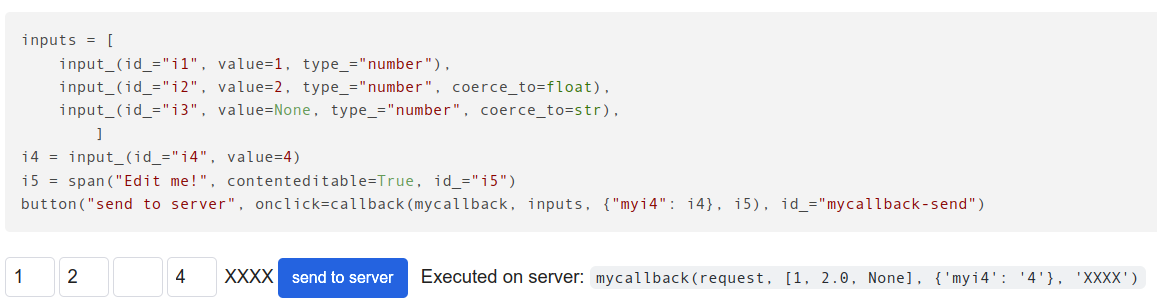 inputs = [
    input_(id_="i1", value=1, type_="number"),
    input_(id_="i2", value=2, type_="number", coerce_to=float),
    input_(id_="i3", value=None, type_="number", coerce_to=str),
        ]
i4 = input_(id_="i4", value=4)
i5 = span("Edit me!", contenteditable=True, id_="i5")
button("send to server", onclick=callback(mycallback, inputs, {"myi4": i4}, i5), id_="mycallback-send")
1 2 4 XXXX send to server Executed on server: mycallback(request, [1, 2.0, None], {'myi4': '4'}, 'XXXX')